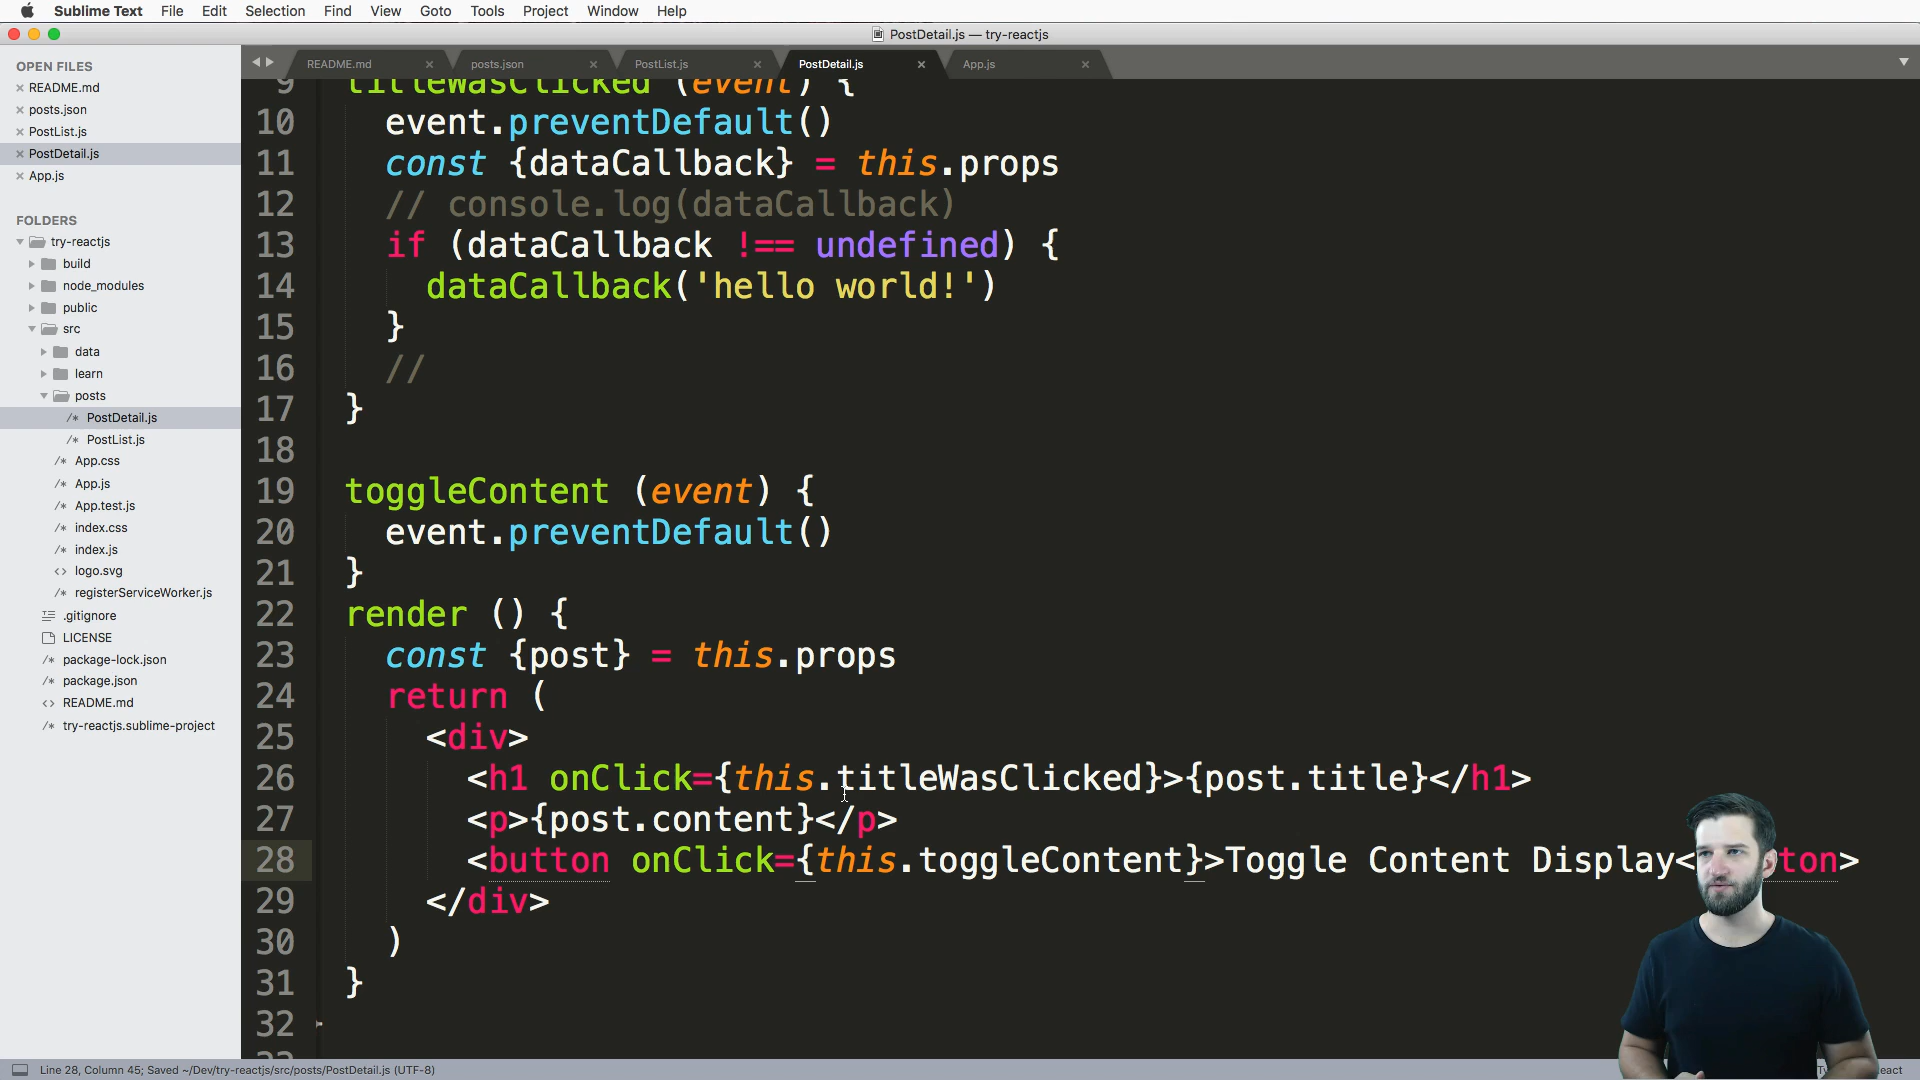 Sublime Text File Edit Selection Find View Goto Tools Project Window Help
PostDetail.js — try-reactjs
OPEN FILES
README.md
posts.json
PostList.js
PostDetail.js
App.js
FOLDERS
try-reactjs
build
node_modules
public
src
data
learn
posts
/* PostDetail.js
/* PostList.js
/* App.css
/* App.js
/* App.test.js
/* index.css
/* index.js
<> logo.svg
/* registerServiceWorker.js
.gitignore
LICENSE
/* package-lock.json
/* package.json
<> README.md
/* try-reactjs.sublime-project
README.md posts.json PostList.js PostDetail.js App.js
9 titleWasClicked (event) {
10 event.preventDefault()
11 const {dataCallback} = this.props
12 // console.log(dataCallback)
13 if (dataCallback !== undefined) {
14 dataCallback('hello world!')
15 }
16 //
17 }
18
19 toggleContent (event) {
20 event.preventDefault()
21 }
22 render () {
23 const {post} = this.props
24 return (
25 <div>
26 <h1 onClick={this.titleWasClicked}>{post.title}</h1>
27 <p>{post.content}</p>
28 <button onClick={this.toggleContent}>Toggle Content Display< ton>
29 </div>
30 )
31 }
32
Line 28, Column 45; Saved ~/Dev/try-reactjs/src/posts/PostDetail.js (UTF-8)